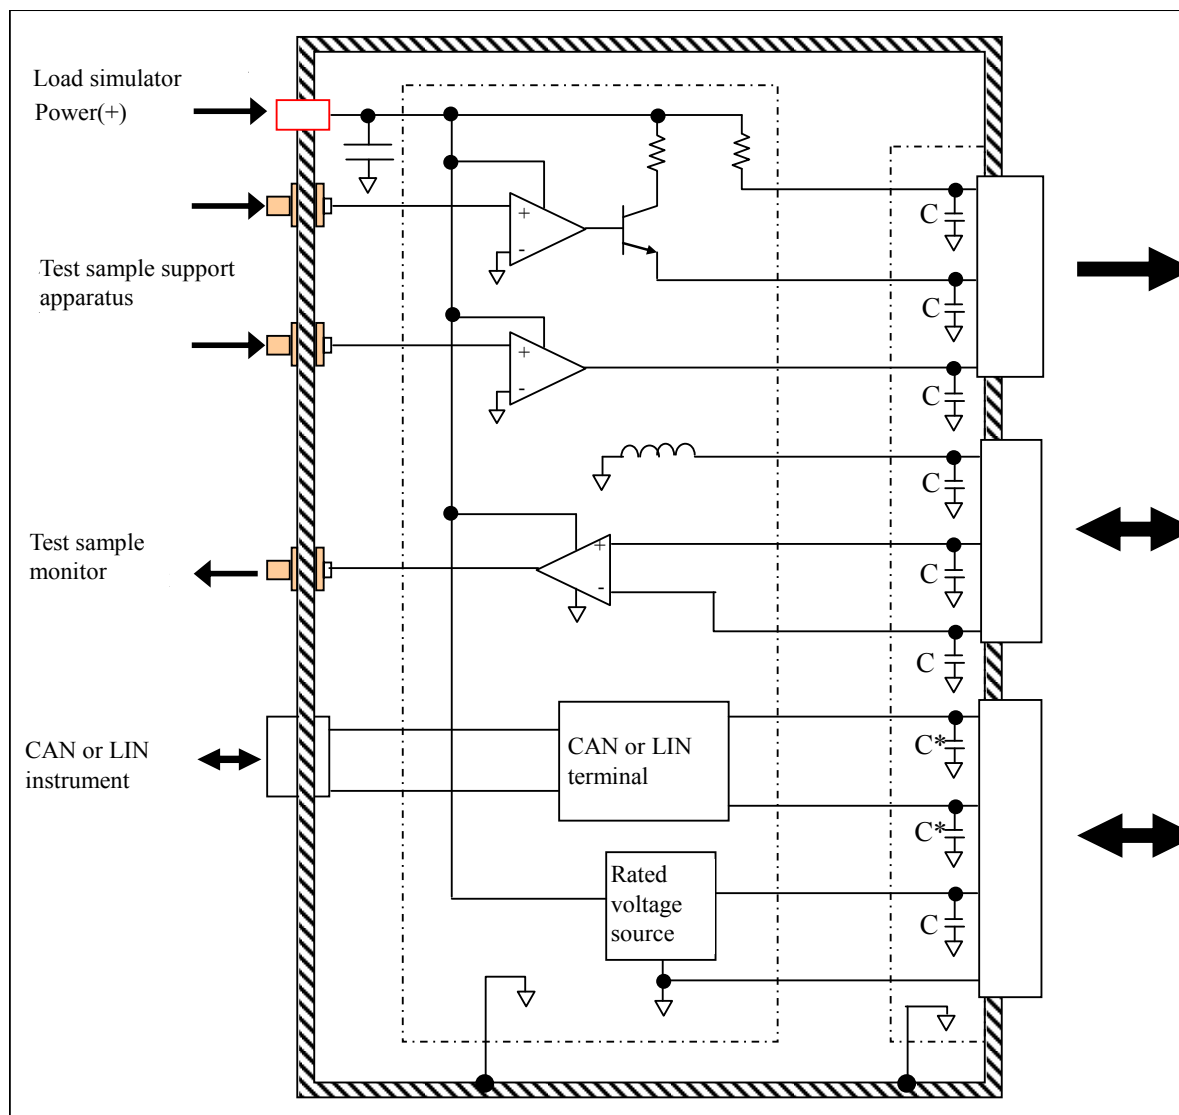 Load simulator
Power(+)
+
-
C
C
Test sample support
apparatus
+
-
C
C
Test sample
monitor
+
-
C
C
CAN or LIN
instrument
CAN or LIN
terminal
C*
C*
Rated
voltage
source
C